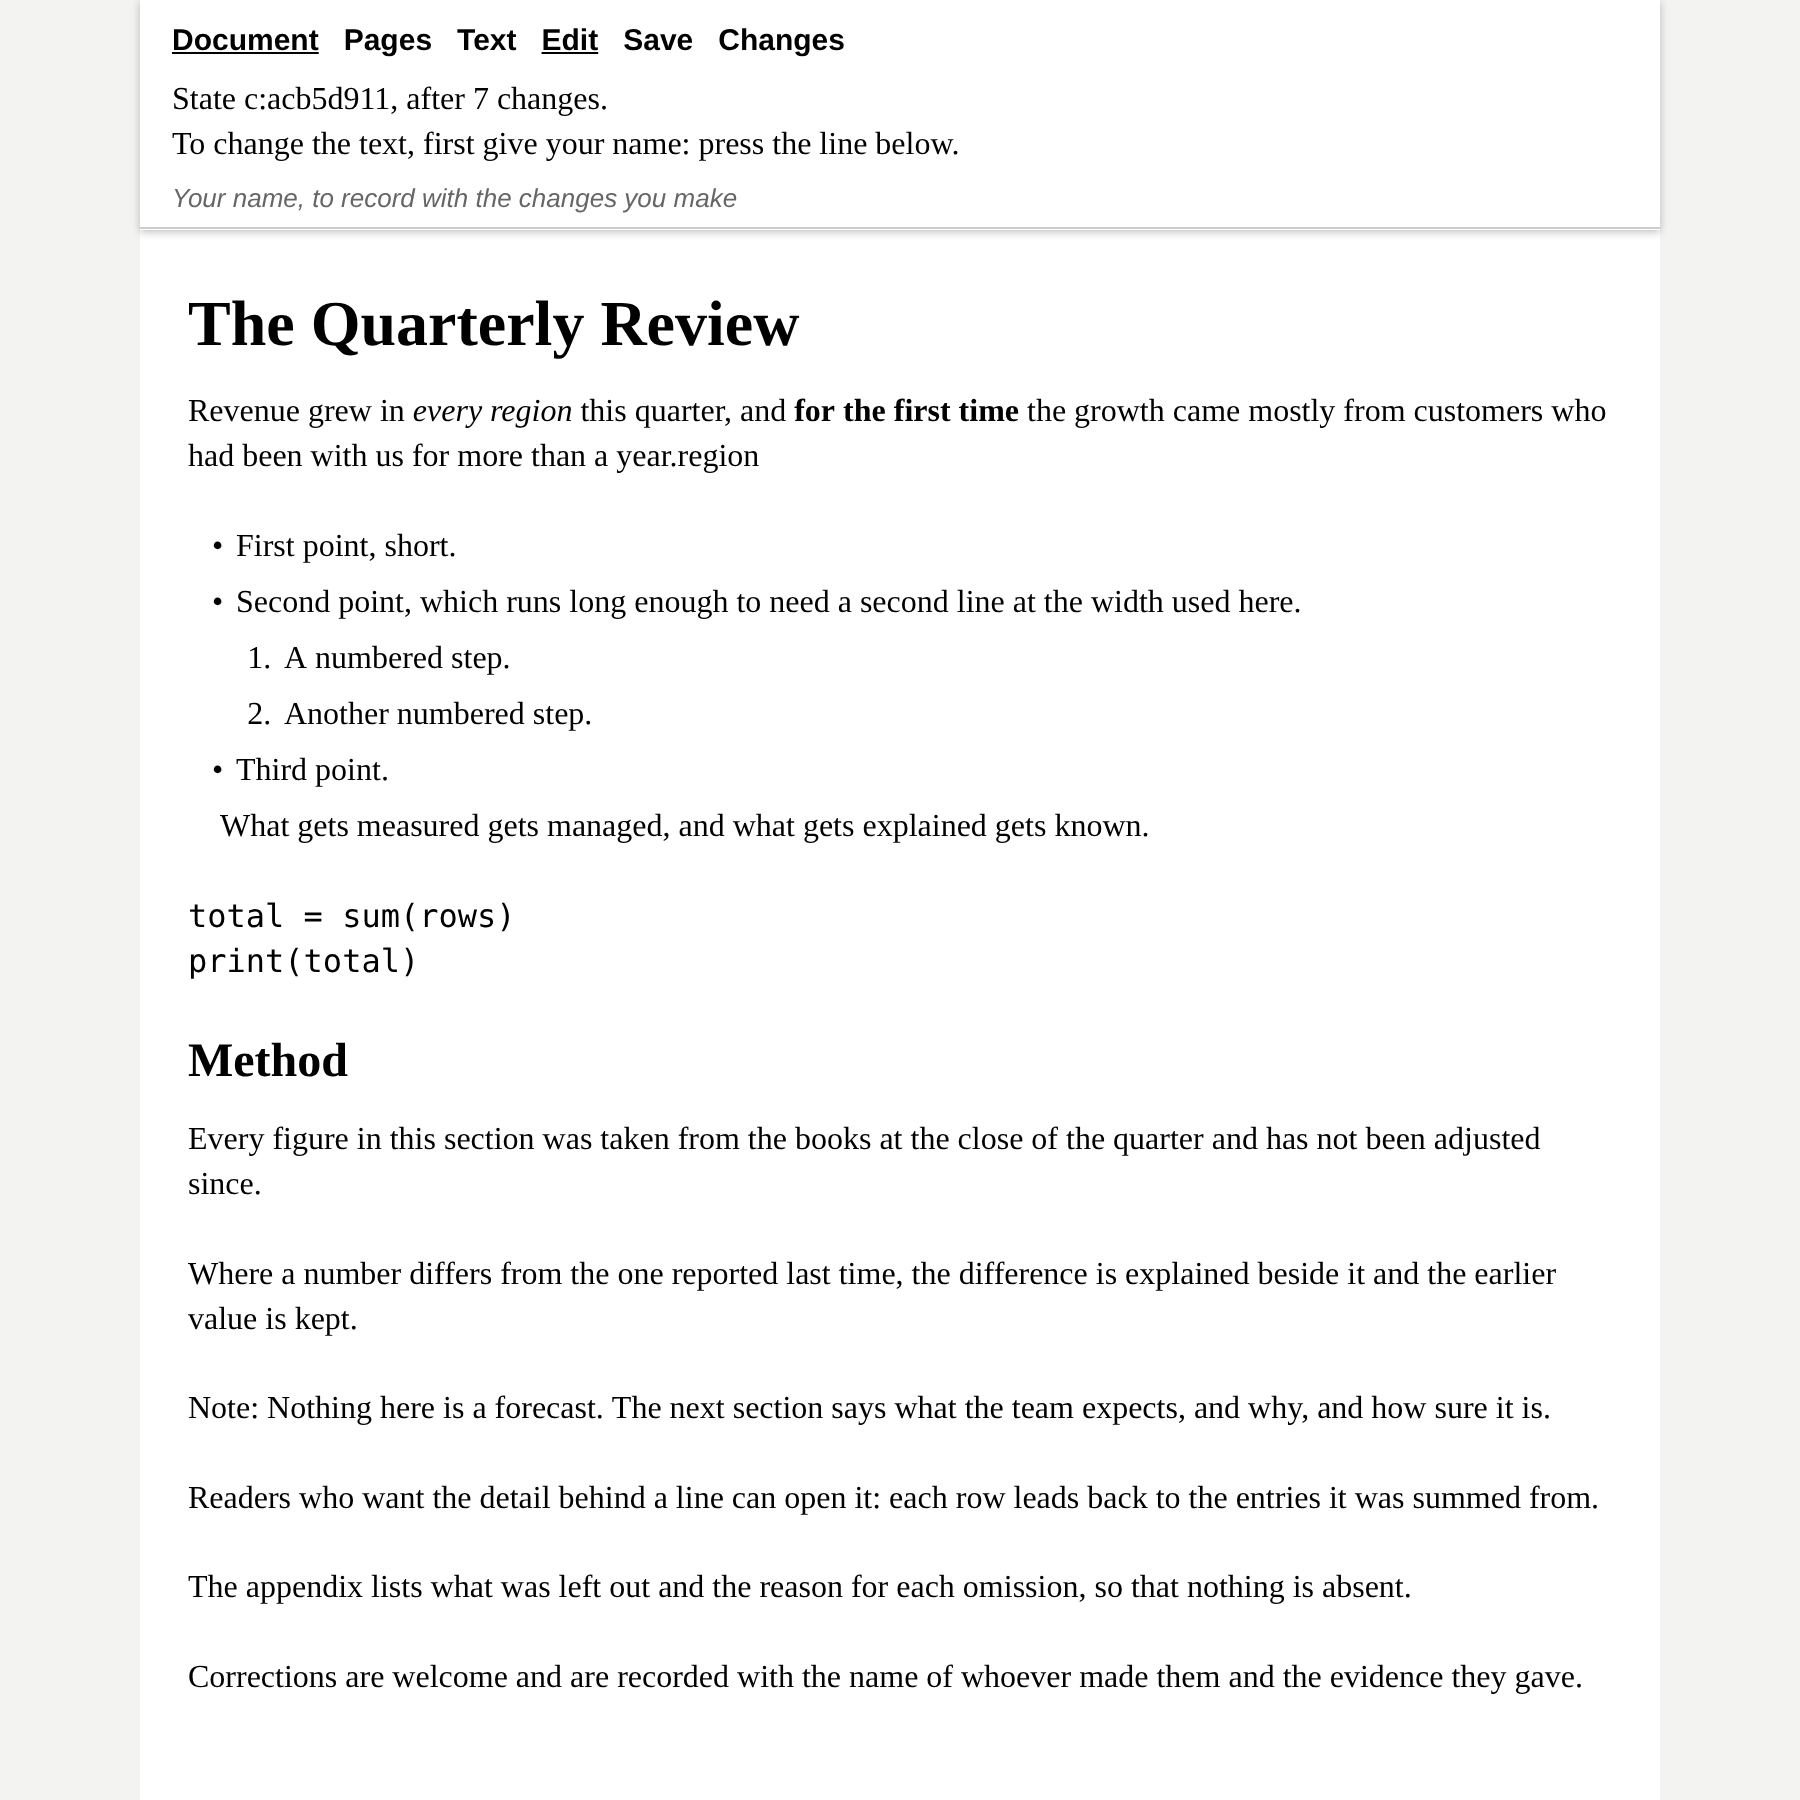 Document Pages Text Edit Save Changes
State c:acb5d911, after 7 changes.
To change the text, first give your name: press the line below.
Your name, to record with the changes you make
The Quarterly Review
Revenue grew in every region this quarter, and for the first time the growth came mostly from customers who
had been with us for more than a year.region
• First point, short.
• Second point, which runs long enough to need a second line at the width used here.
1. A numbered step.
2. Another numbered step.
• Third point.
What gets measured gets managed, and what gets explained gets known.
total = sum(rows)
print(total)
Method
Every figure in this section was taken from the books at the close of the quarter and has not been adjusted
since.
Where a number differs from the one reported last time, the difference is explained beside it and the earlier
value is kept.
Note: Nothing here is a forecast. The next section says what the team expects, and why, and how sure it is.
Readers who want the detail behind a line can open it: each row leads back to the entries it was summed from.
The appendix lists what was left out and the reason for each omission, so that nothing is absent.
Corrections are welcome and are recorded with the name of whoever made them and the evidence they gave.